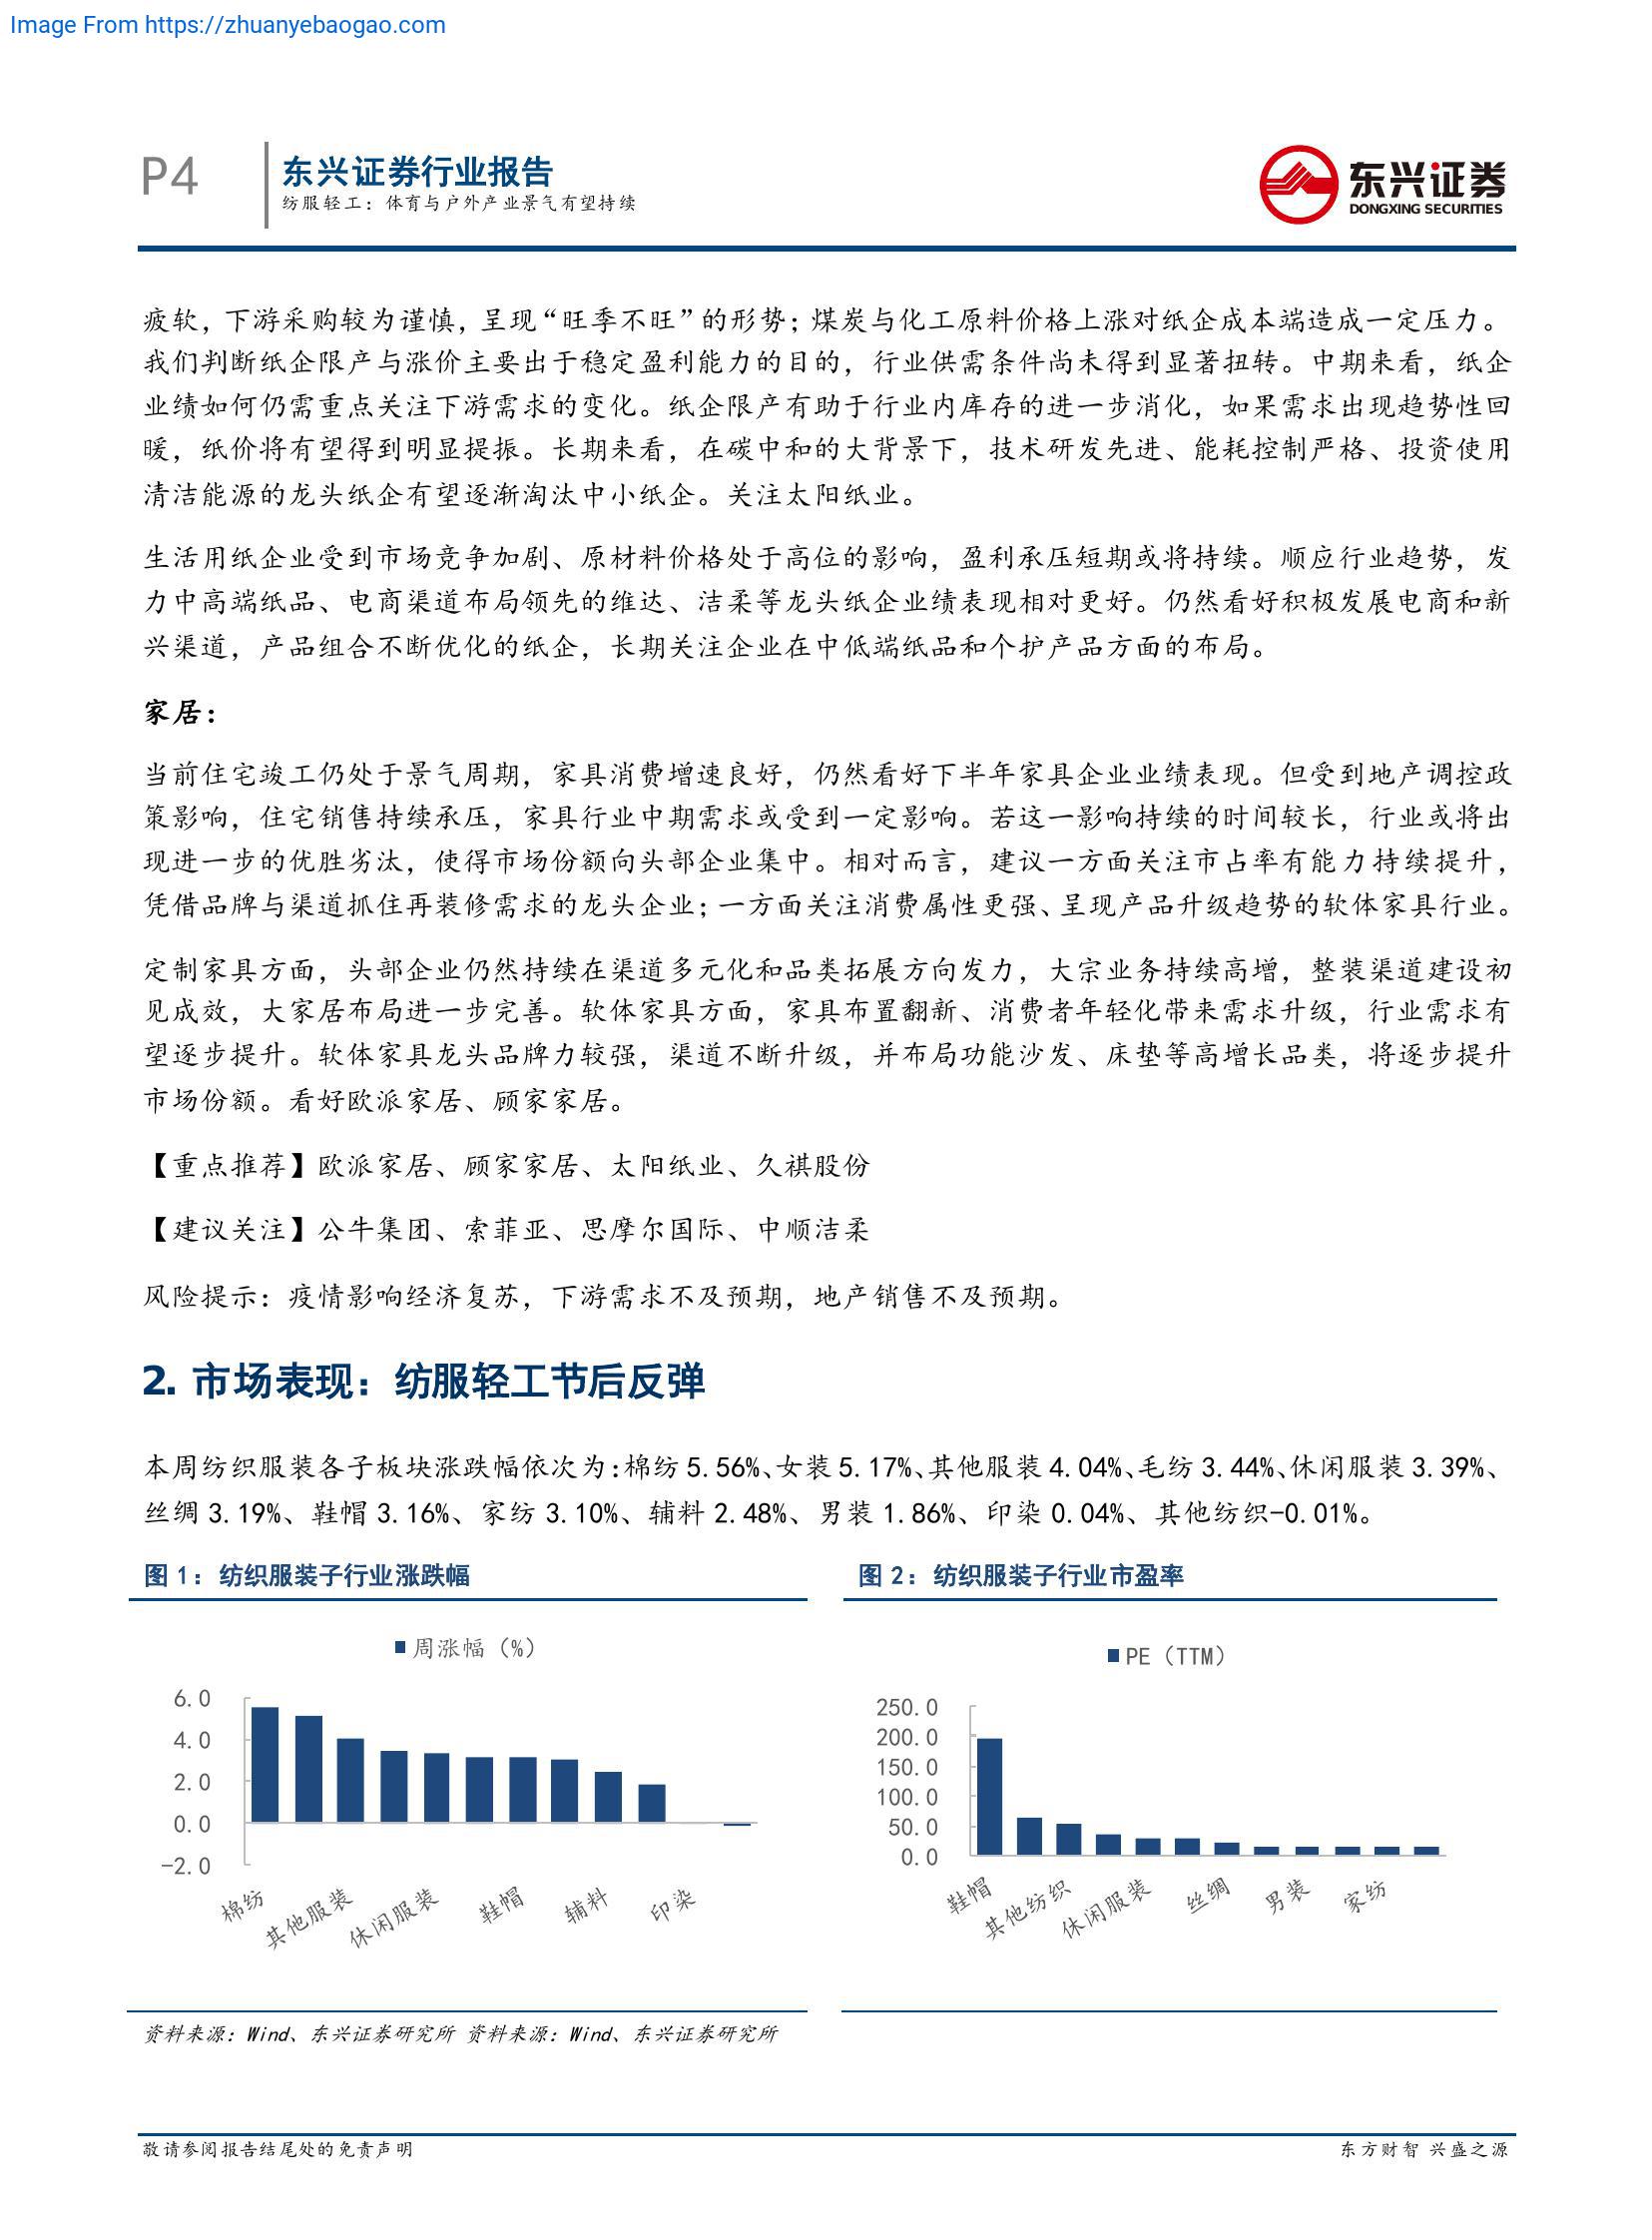 Image From https://zhuanyebaogao.com
P4
东兴证券行业报告
纺服轻工：体育与户外产业景气有望持续
东兴证券
DONGXING SECURITIES
疲软，下游采购较为谨慎，呈现“旺季不旺”的形势；煤炭与化工原料价格上涨对纸企成本端造成一定压力。
我们判断纸企限产与涨价主要出于稳定盈利能力的目的，行业供需条件尚未得到显著扭转。中期来看，纸企
业绩如何仍需重点关注下游需求的变化。纸企限产有助于行业内库存的进一步消化，如果需求出现趋势性回
暖，纸价将有望得到明显提振。长期来看，在碳中和的大背景下，技术研发先进、能耗控制严格、投资使用
清洁能源的龙头纸企有望逐渐淘汰中小纸企。关注太阳纸业。
生活用纸企业受到市场竞争加剧、原材料价格处于高位的影响，盈利承压短期或将持续。顺应行业趋势，发
力中高端纸品、电商渠道布局领先的维达、洁柔等龙头纸企业绩表现相对更好。仍然看好积极发展电商和新
兴渠道，产品组合不断优化的纸企，长期关注企业在中低端纸品和个护产品方面的布局。
家居：
当前住宅竣工仍处于景气周期，家具消费增速良好，仍然看好下半年家具企业业绩表现。但受到地产调控政
策影响，住宅销售持续承压，家具行业中期需求或受到一定影响。若这一影响持续的时间较长，行业或将出
现进一步的优胜劣汰，使得市场份额向头部企业集中。相对而言，建议一方面关注市占率有能力持续提升，
凭借品牌与渠道抓住再装修需求的龙头企业；一方面关注消费属性更强、呈现产品升级趋势的软体家具行业。
定制家具方面，头部企业仍然持续在渠道多元化和品类拓展方向发力，大宗业务持续高增，整装渠道建设初
见成效，大家居布局进一步完善。软体家具方面，家具布置翻新、消费者年轻化带来需求升级，行业需求有
望逐步提升。软体家具龙头品牌力较强，渠道不断升级，并布局功能沙发、床垫等高增长品类，将逐步提升
市场份额。看好欧派家居、顾家家居。
【重点推荐】欧派家居、顾家家居、太阳纸业、久祺股份
【建议关注】公牛集团、索菲亚、思摩尔国际、中顺洁柔
风险提示：疫情影响经济复苏，下游需求不及预期，地产销售不及预期。
2. 市场表现：纺服轻工节后反弹
本周纺织服装各子板块涨跌幅依次为：棉纺 5.56%、女装 5.17%、其他服装 4.04%、毛纺 3.44%、休闲服装 3.39%、
丝绸 3.19%、鞋帽 3.16%、家纺 3.10%、辅料 2.48%、男装 1.86%、印染 0.04%、其他纺织-0.01%。
图 1：纺织服装子行业涨跌幅
周涨幅（%）
6.0
4.0
2.0
0.0
-2.0
棉纺
其他服装
休闲服装
鞋帽
辅料
印染
图 2：纺织服装子行业市盈率
PE（TTM）
250.0
200.0
150.0
100.0
50.0
0.0
鞋帽
其他纺织
休闲服装
丝绸
男装
家纺
资料来源：Wind、东兴证券研究所 资料来源：Wind、东兴证券研究所
敬请参阅报告结尾处的免责声明
东方财智 兴盛之源